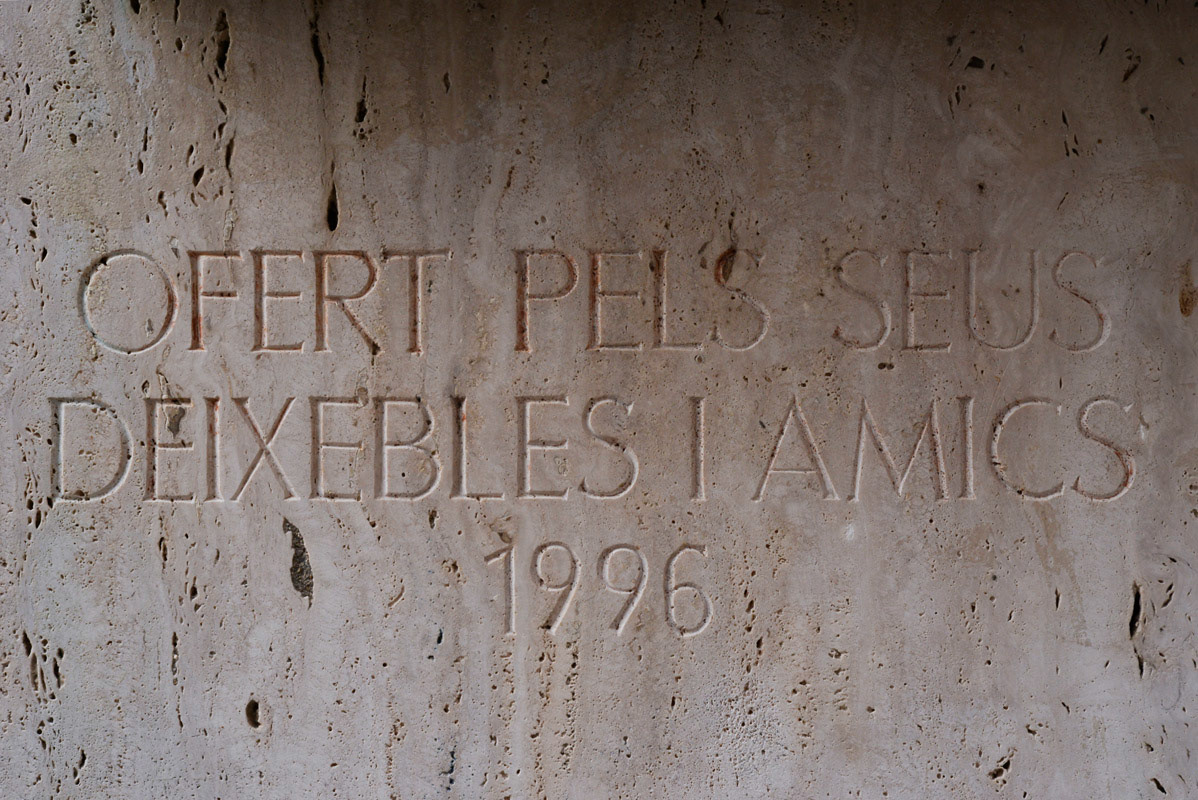 OFERT PELS SEUS
DEIXEBLES I AMICS
1996